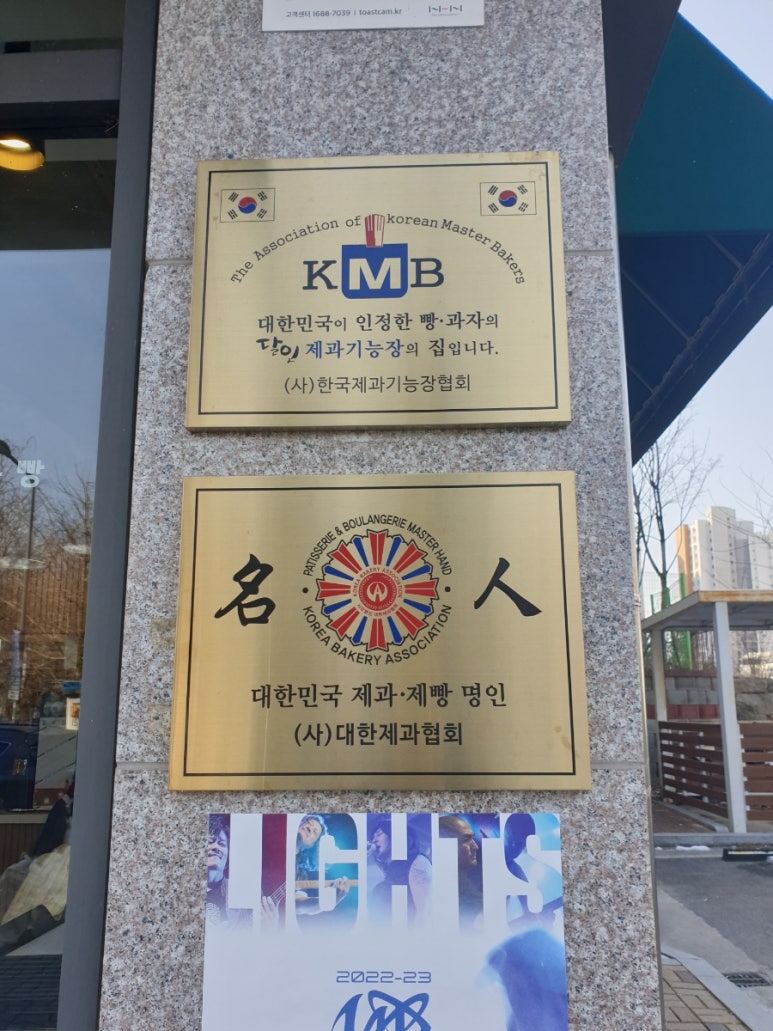 고객센터 1688-7039 | toastcam.kr
NHN
The Association of Korean Master Bakers
KMB
대한민국이 인정한 빵·과자의
달인 제과기능장의 집입니다.
(사)한국제과기능장협회
빵
PATISSERIE & BOULANGERIE MASTER HAND
名 人
KOREA BAKERY ASSOCIATION
KOREA BAKERY ASSOCIATION
대한민국 제과·제빵 명인
(사)대한제과협회
LIGHTS
2022-23